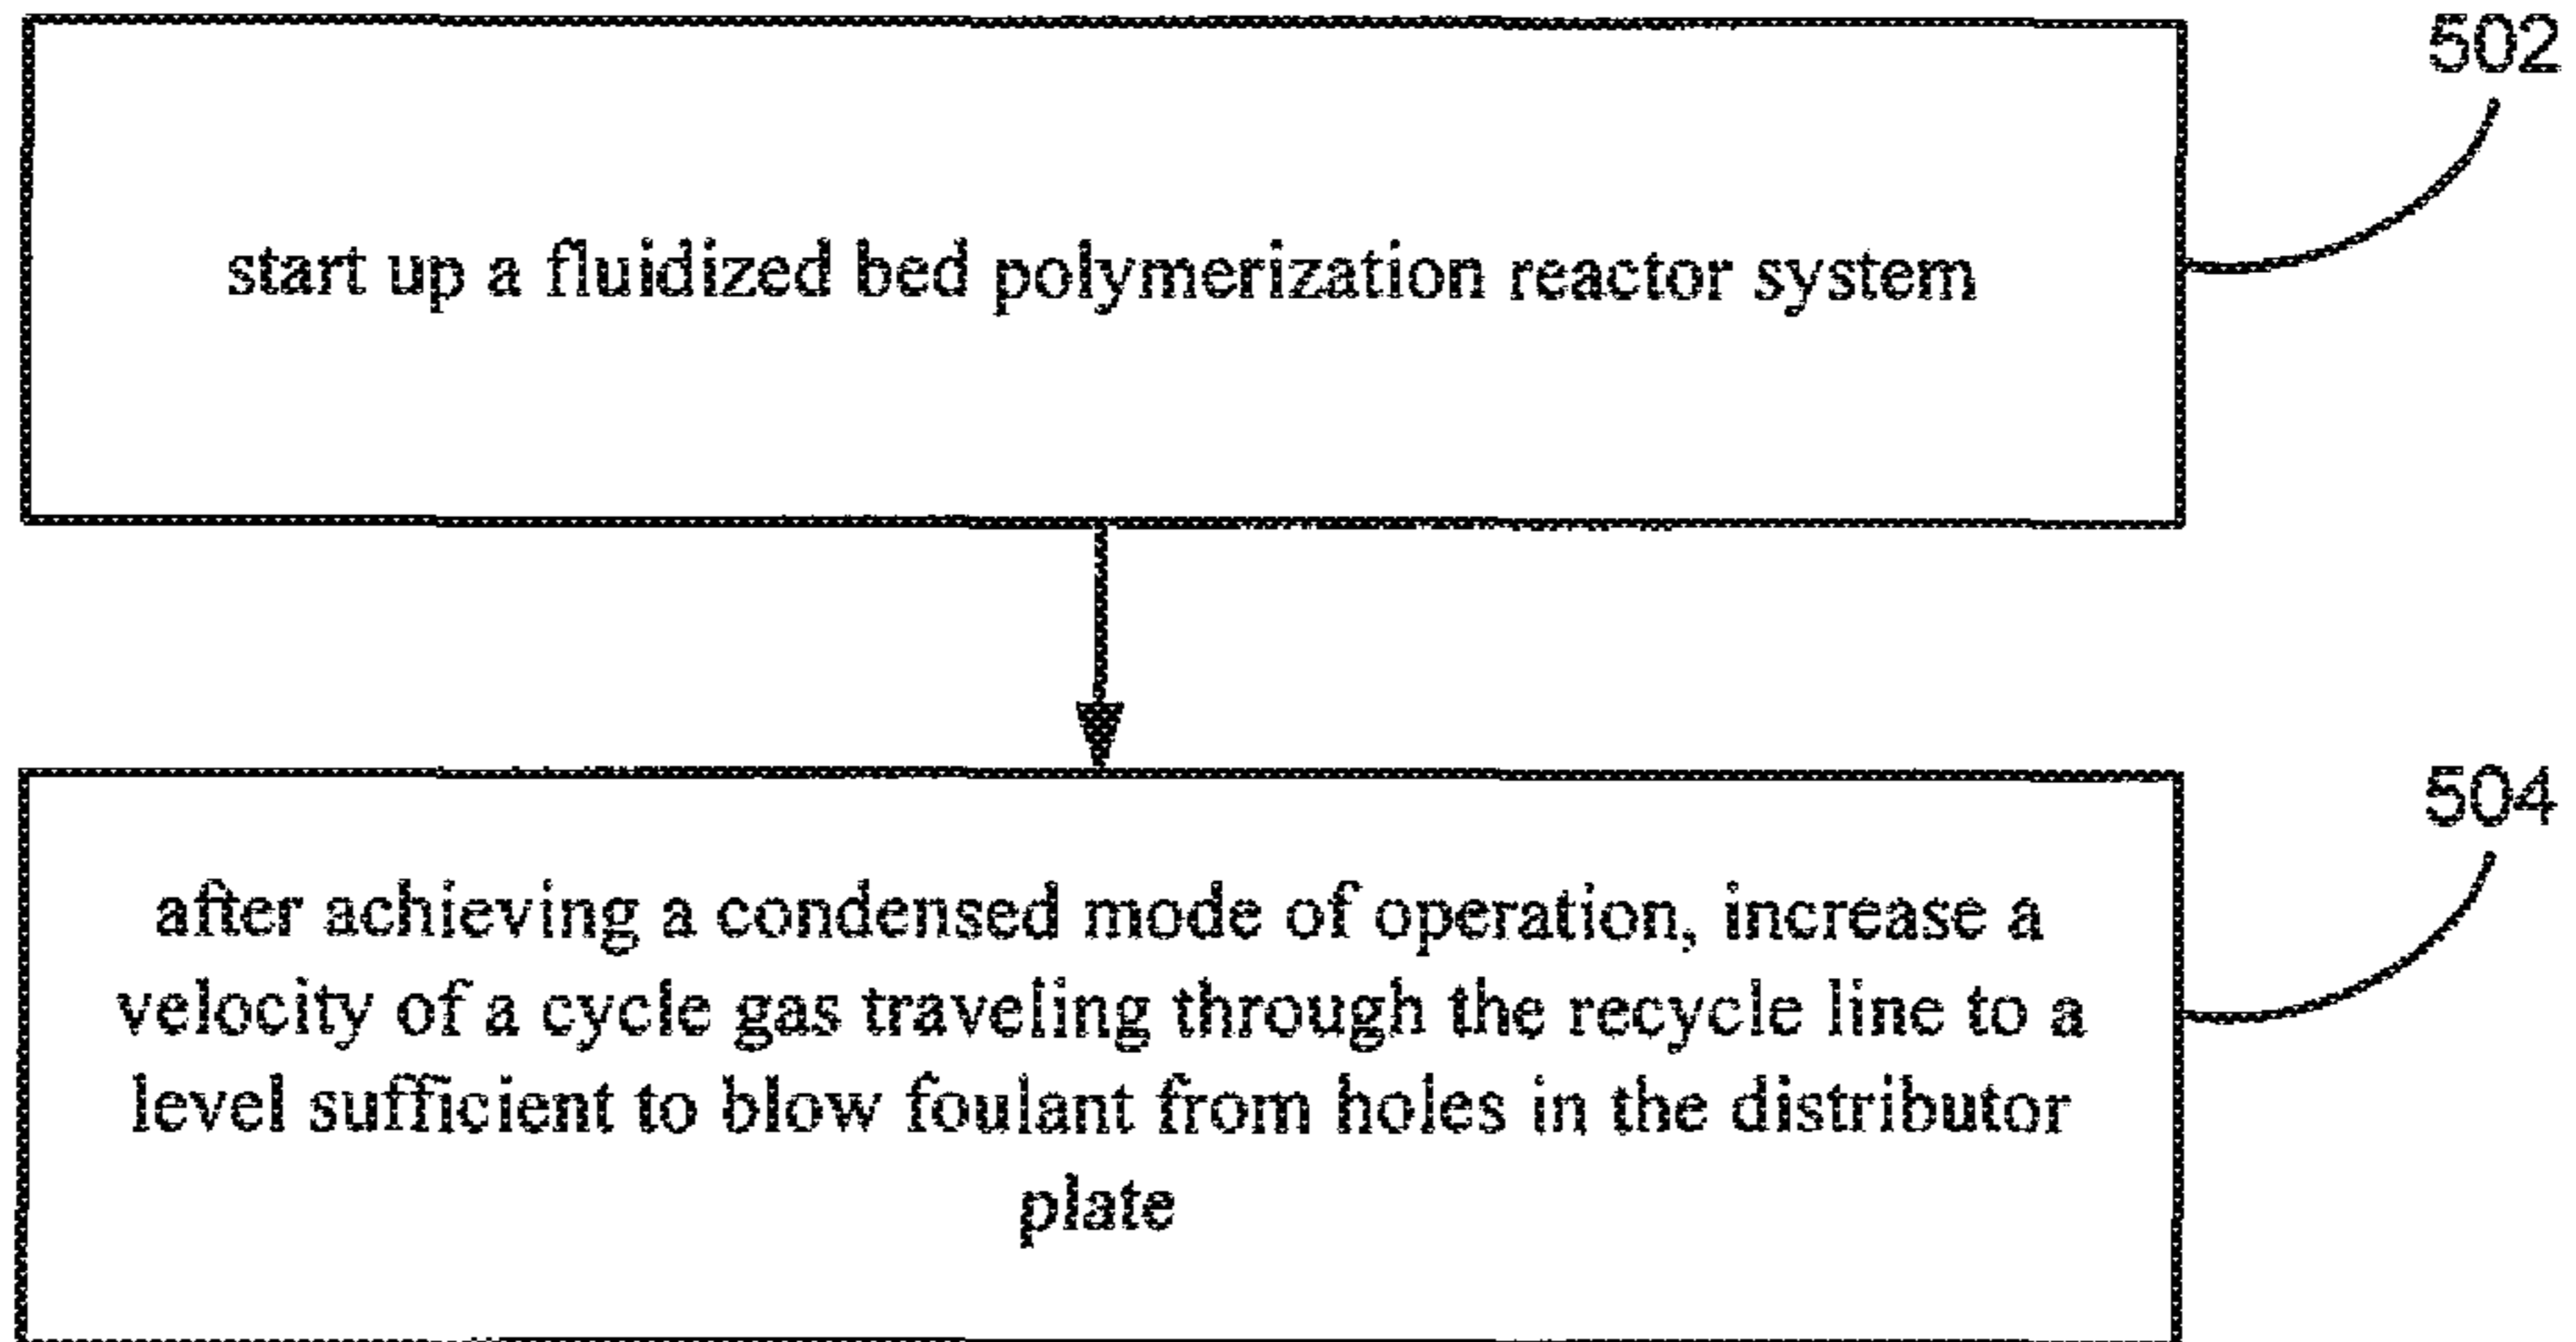 502
start up a fluidized bed polymerization reactor system
504
after achieving a condensed mode of operation, increase a
velocity of a cycle gas traveling through the recycle line to a
level sufficient to blow foulant from holes in the distributor
plate